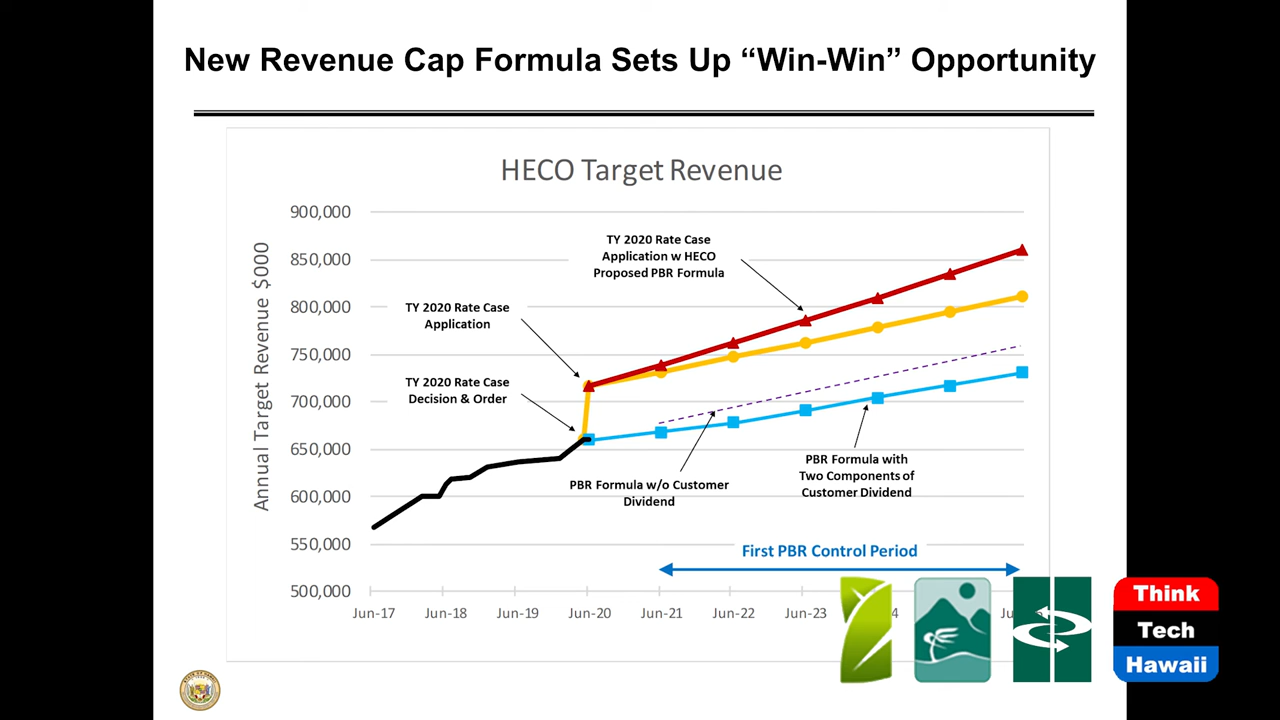 New Revenue Cap Formula Sets Up “Win-Win” Opportunity
HECO Target Revenue
Annual Target Revenue $000
900,000
850,000
800,000
750,000
700,000
650,000
600,000
550,000
500,000
TY 2020 Rate Case
Application w HECO
Proposed PBR Formula
TY 2020 Rate Case
Application
TY 2020 Rate Case
Decision & Order
PBR Formula w/o Customer
Dividend
PBR Formula with
Two Components of
Customer Dividend
First PBR Control Period
Jun-17
Jun-18
Jun-19
Jun-20
Jun-21
Jun-22
Jun-23
Think
Tech
Hawaii